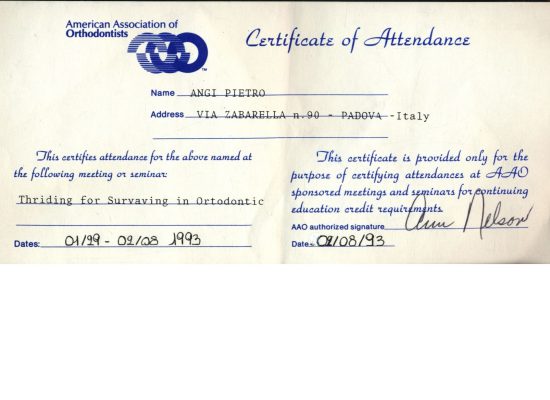 American Association of
Orthodontists
Certificate of Attendance
Name ANGI PIETRO
Address VIA ZABARELLA n.90 - PADOVA -Italy
This certifies attendance for the above named at
the following meeting or seminar:
Thriding for Survaving in Ortodontic
Dates: 01/29 - 02/08 1993
This certificate is provided only for the
purpose of certifying attendances at AAO
sponsored meetings and seminars for continuing
education credit requirements.
AAO authorized signature Ann Nelson
Date: 02/08/93